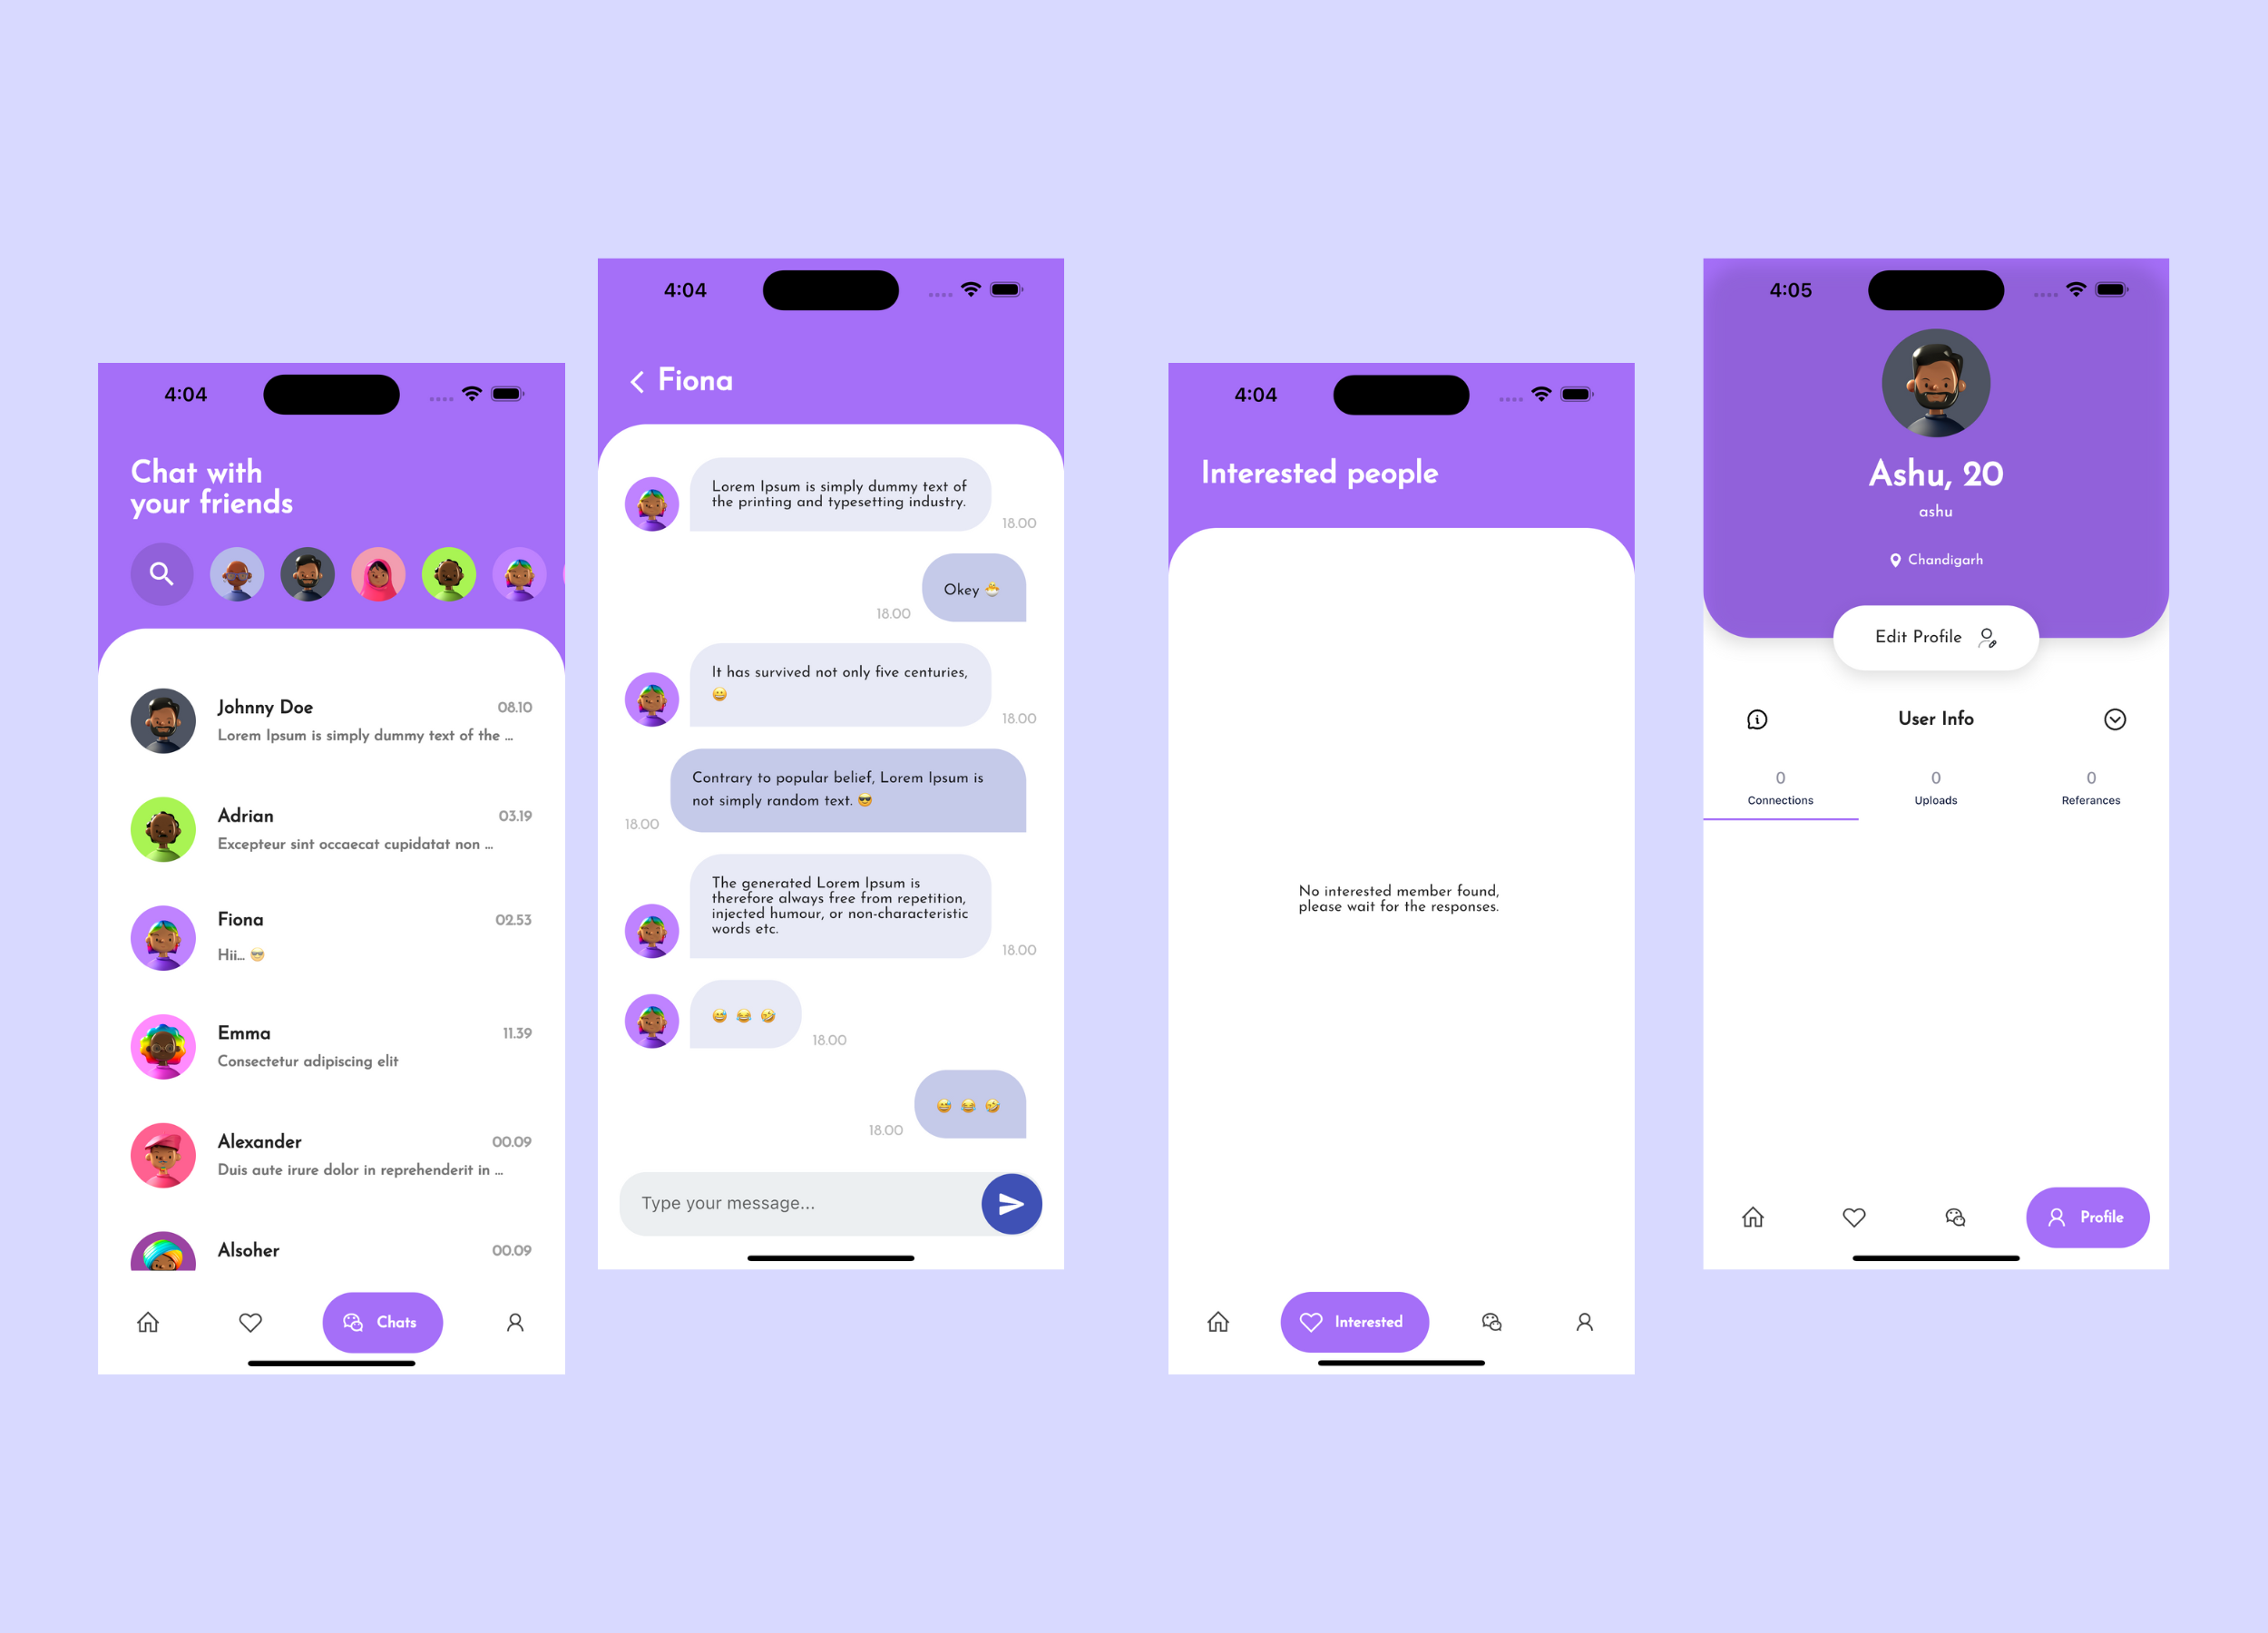 4:04
Chat with
your friends
Johnny Doe
08.10
Lorem Ipsum is simply dummy text of the ...
Adrian
03.19
Excepteur sint occaecat cupidatat non ...
Fiona
02.53
Hii... 😎
Emma
11.39
Consectetur adipiscing elit
Alexander
00.09
Duis aute irure dolor in reprehenderit in ...
Alsoher
00.09
Chats
4:04
Fiona
Lorem Ipsum is simply dummy text of
the printing and typesetting industry.
18.00
Okey 🐣
18.00
It has survived not only five centuries,
😀
18.00
Contrary to popular belief, Lorem Ipsum is
not simply random text. 😎
18.00
The generated Lorem Ipsum is
therefore always free from repetition,
injected humour, or non-characteristic
words etc.
18.00
😅 😂 🤣
18.00
😅 😂 🤣
18.00
Type your message...
4:04
Interested people
No interested member found,
please wait for the responses.
Interested
4:05
Ashu, 20
ashu
Chandigarh
Edit Profile
User Info
0
Connections
0
Uploads
0
Referances
Profile